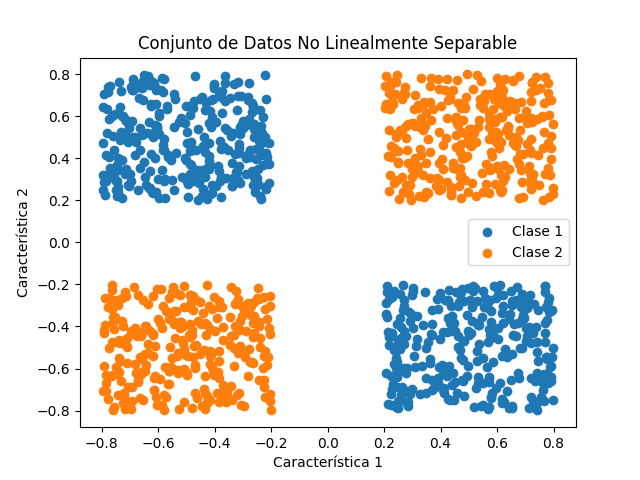 Conjunto de Datos No Linealmente Separable
0.8
0.6
0.4
0.2
0.0
−0.2
−0.4
−0.6
−0.8
Característica 2
Clase 1
Clase 2
−0.8 −0.6 −0.4 −0.2 0.0 0.2 0.4 0.6 0.8
Característica 1